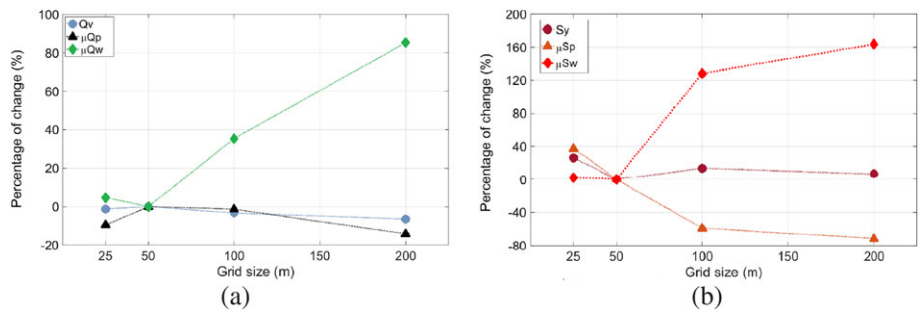 100
80
60
40
20
0
-20
Percentage of change (%)
Qv
μQp
μQw
25 50 100 150 200
Grid size (m)
(a)
200
160
120
80
40
0
-40
-80
Percentage of change (%)
Sy
μSp
μSw
25 50 100 150 200
Grid size (m)
(b)